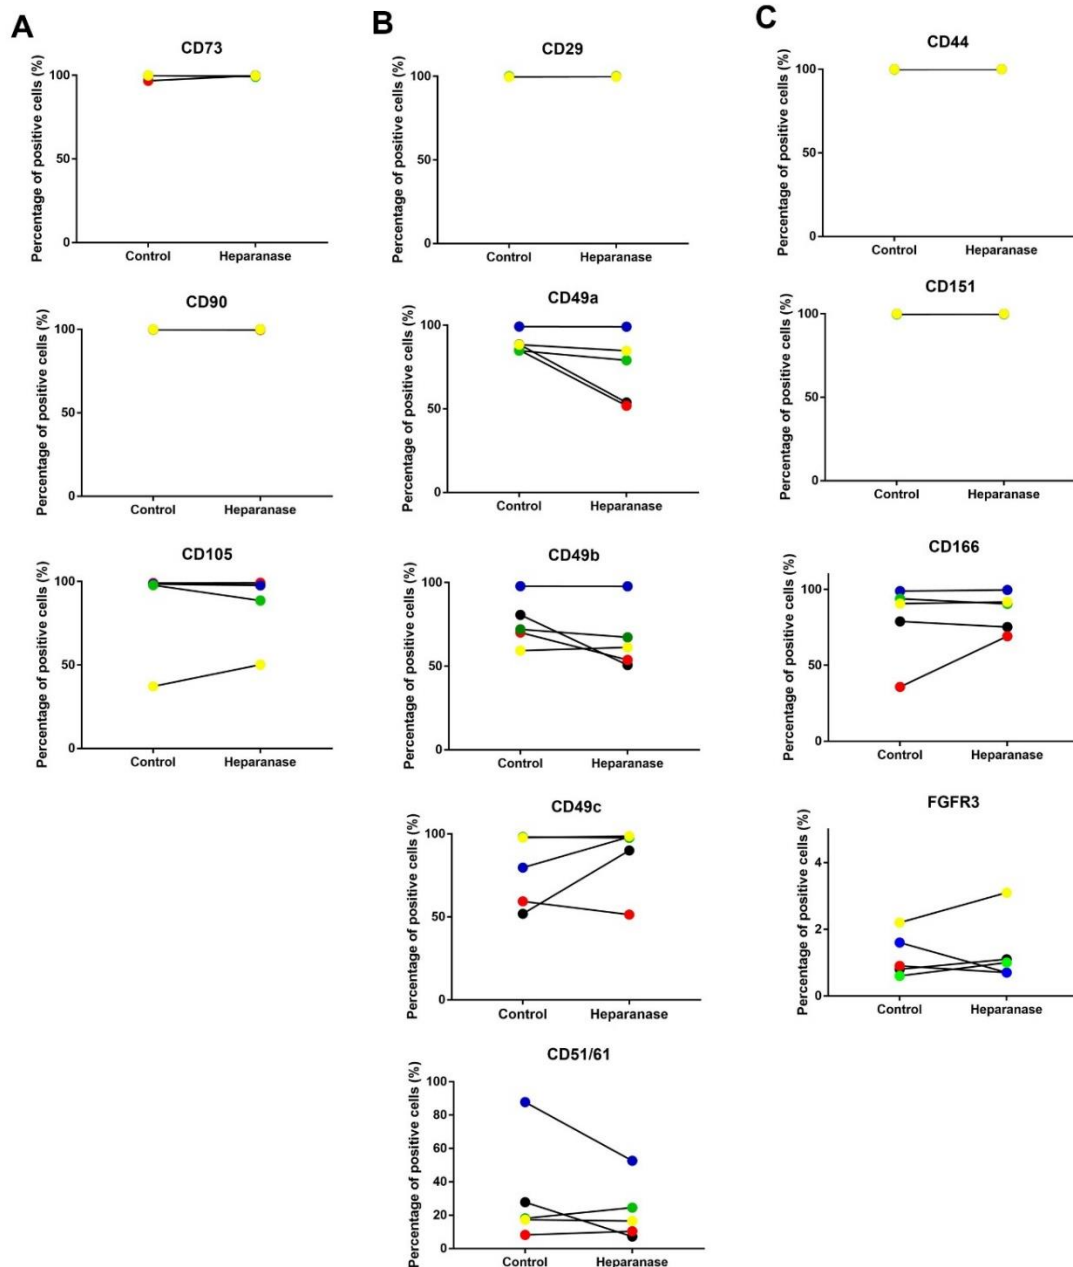 A
CD73
Percentage of positive cells (%)
100
50
0
Control Heparanase
CD90
Percentage of positive cells (%)
100
50
0
Control Heparanase
CD105
Percentage of positive cells (%)
100
50
0
Control Heparanase
B
CD29
Percentage of positive cells (%)
100
50
0
Control Heparanase
CD49a
Percentage of positive cells (%)
100
50
0
Control Heparanase
CD49b
Percentage of positive cells (%)
100
50
0
Control Heparanase
CD49c
Percentage of positive cells (%)
100
50
0
Control Heparanase
CD51/61
Percentage of positive cells (%)
100
80
60
40
20
0
Control Heparanase
C
CD44
Percentage of positive cells (%)
100
50
0
Control Heparanase
CD151
Percentage of positive cells (%)
100
50
0
Control Heparanase
CD166
Percentage of positive cells (%)
100
50
0
Control Heparanase
FGFR3
Percentage of positive cells (%)
4
2
0
Control Heparanase